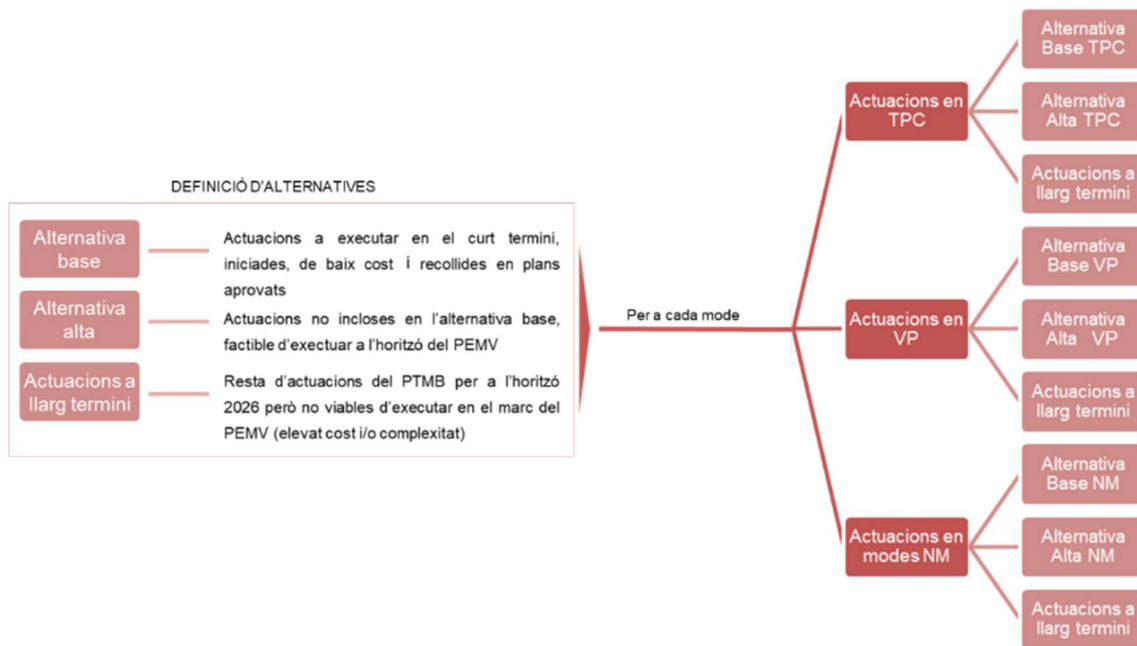 DEFINICIÓ D'ALTERNATIVES
Alternativa
base
Actuacions a executar en el curt termini,
iniciades, de baix cost i recollides en plans
aprovats
Alternativa
alta
Actuacions no incloses en l'alternativa base,
factible d'exectuar a l'horitzó del PEMV
Actuacions a
llarg termini
Resta d'actuacions del PTMB per a l'horitzó
2026 però no viables d'executar en el marc del
PEMV (elevat cost i/o complexitat)
Per a cada mode
Actuacions en
TPC
Alternativa
Base TPC
Alternativa
Alta TPC
Actuacions a
llarg termini
Actuacions en
VP
Alternativa
Base VP
Alternativa
Alta VP
Actuacions a
llarg termini
Actuacions en
modes NM
Alternativa
Base NM
Alternativa
Alta NM
Actuacions a
llarg termini